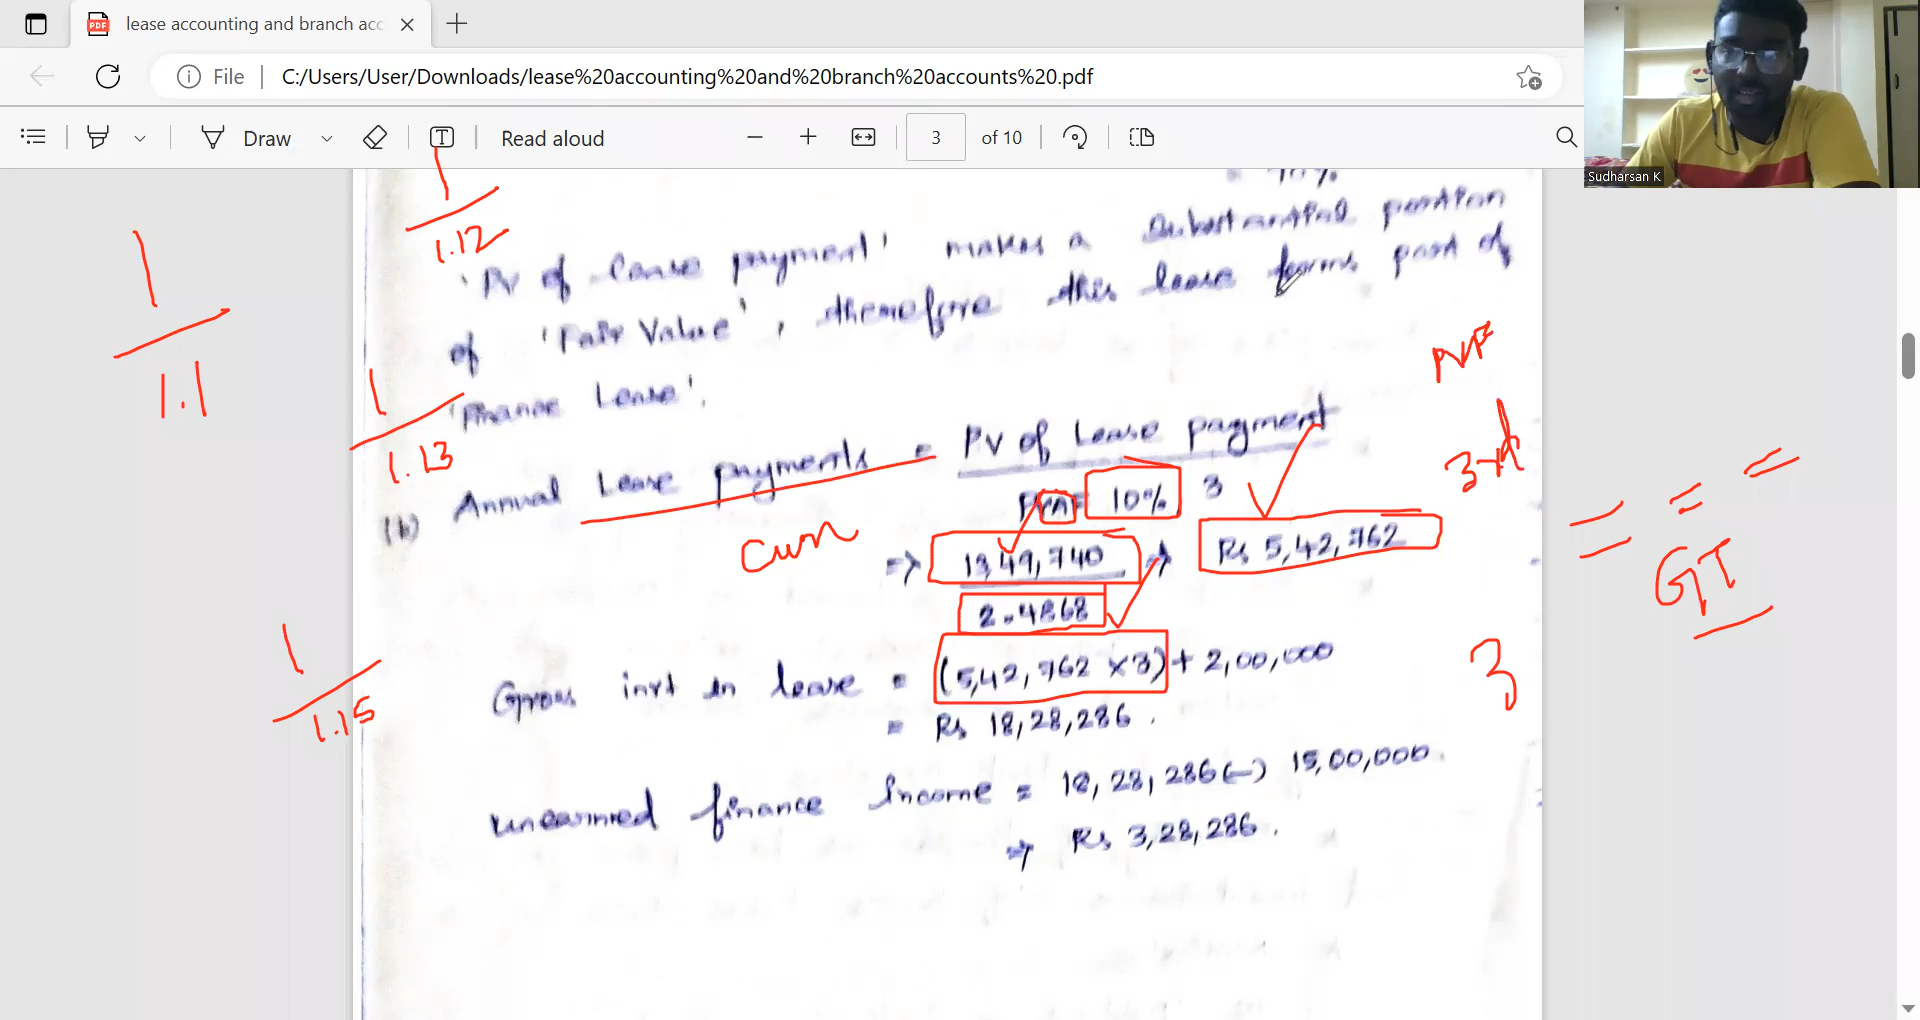 lease accounting and branch acc
File
C:/Users/User/Downloads/lease%20accounting%20and%20branch%20accounts%20.pdf
Draw
Read aloud
3
of 10
Sudharsan K
1
1.12
90%
'PV of lease payment' makes a substantial portion
of 'Fair Value', therefore this lease forms part of
'Finance Lease'.
1
1.1
1
1.13
PVF
3rd
(b) Annual Lease payments = PV of Lease payment
PVAF 10% 3
Cum
=> 13,49,740 => Rs 5,42,762
2.4868
= = =
GT
Gross invt in lease = (5,42,762 x 3) + 2,00,000
= Rs 18,28,286.
3
1
1.15
unearned finance Income = 18,28,286 (-) 15,00,000.
=> Rs 3,28,286.